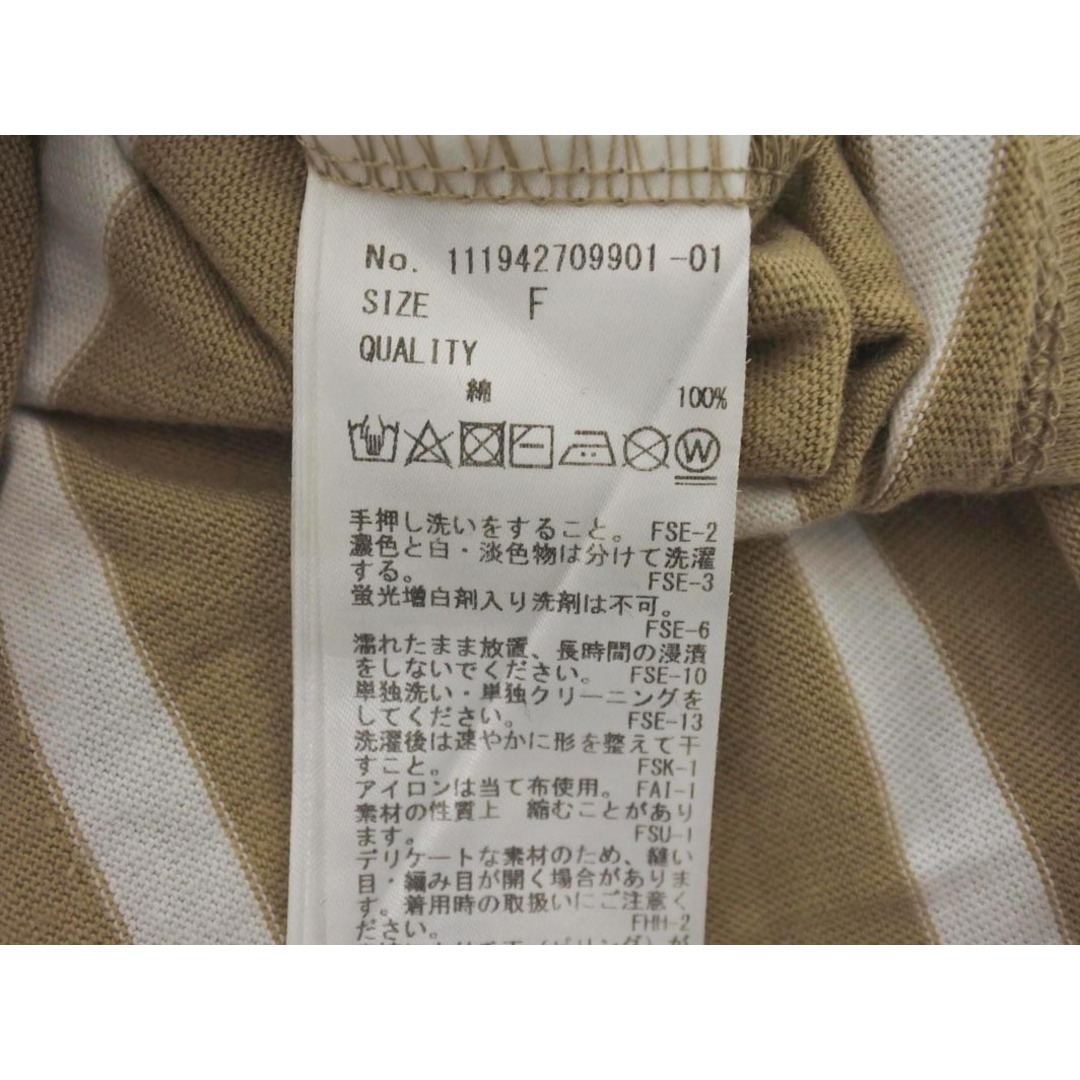 No. 111942709901-01
SIZE F
QUALITY
綿 100%
W
手押し洗いをすること。 FSE-2
濃色と白・淡色物は分けて洗濯
する。 FSE-3
蛍光増白剤入り洗剤は不可。
FSE-6
濡れたまま放置、長時間の浸漬
をしないでください。 FSE-10
単独洗い・単独クリーニングを
してください。 FSE-13
洗濯後は速やかに形を整えて干
すこと。 FSK-1
アイロンは当て布使用。 FAI-1
素材の性質上 縮むことがあり
ます。 FSU-1
デリケートな素材のため、縫い
目・編み目が開く場合がありま
す。着用時の取扱いにご注意く
ださい。 FHH-2
(ピリング)が